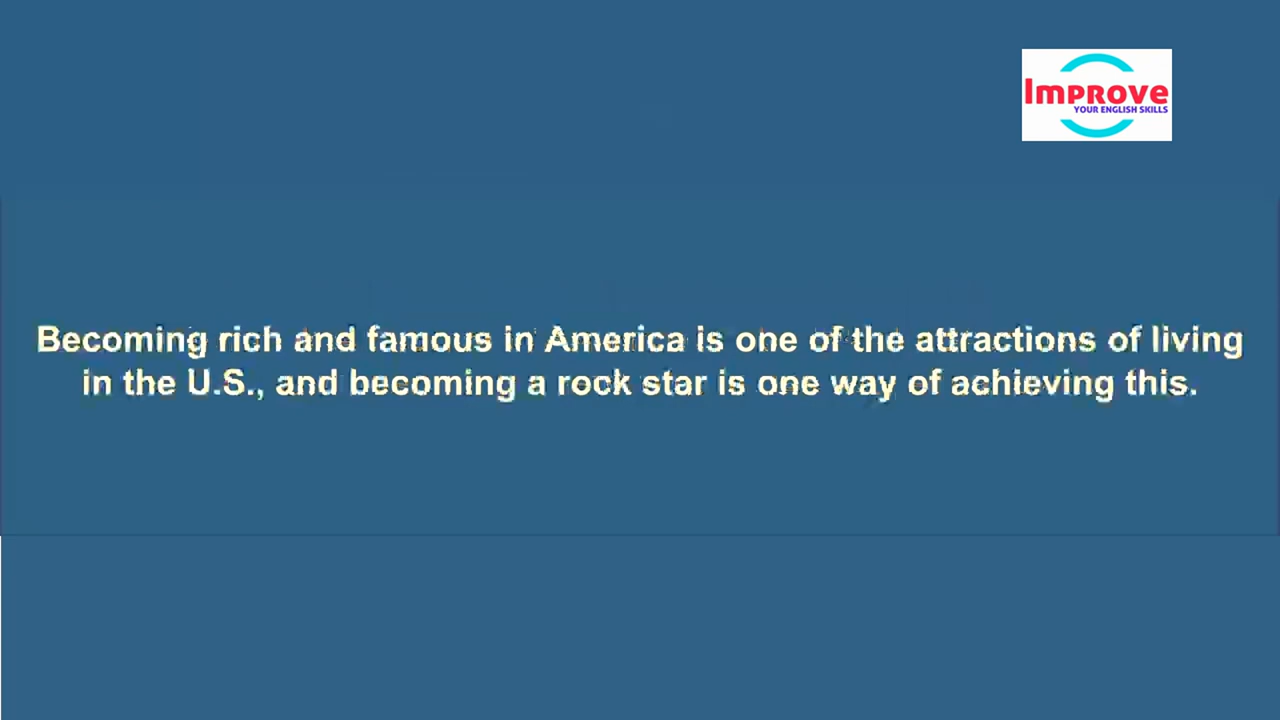 Improve
YOUR ENGLISH SKILLS
Becoming rich and famous in America is one of the attractions of living
in the U.S., and becoming a rock star is one way of achieving this.